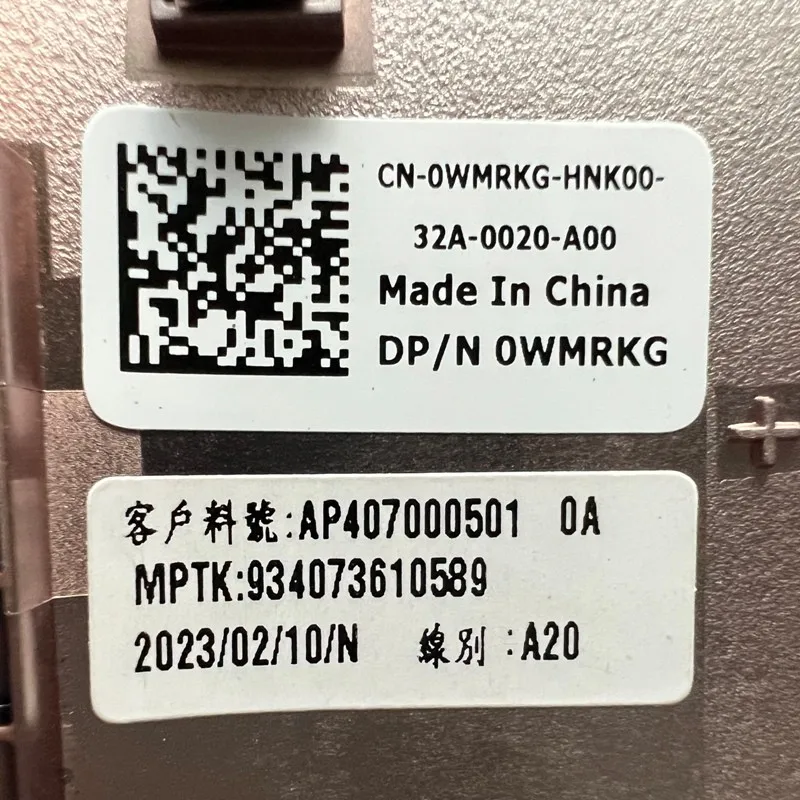 CN-0WMRKG-HNK00-
32A-0020-A00
Made In China
DP/N 0WMRKG
客戶料號:AP407000501 0A
MPTK:934073610589
2023/02/10/N 線別:A20